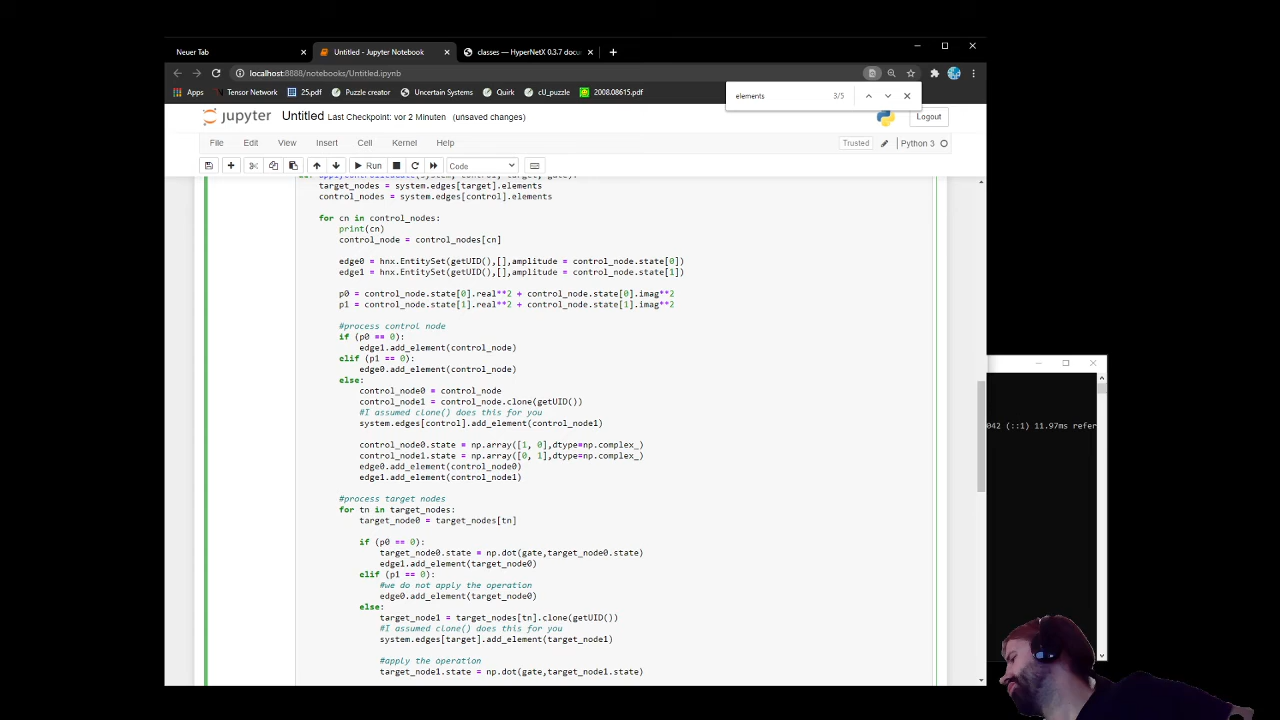 Neuer Tab
Untitled - Jupyter Notebook
classes — HyperNetX 0.3.7 docu
localhost:8888/notebooks/Untitled.ipynb
Apps Tensor Network 25.pdf Puzzle creator Uncertain Systems Quirk cU_puzzle 2008.08615.pdf
elements 3/5
jupyter Untitled Last Checkpoint: vor 2 Minuten (unsaved changes)
Logout
File Edit View Insert Cell Kernel Help
Trusted Python 3
Run Code
target_nodes = system.edges[target].elements
control_nodes = system.edges[control].elements
for cn in control_nodes:
print(cn)
control_node = control_nodes[cn]
edge0 = hnx.EntitySet(getUID(),[],amplitude = control_node.state[0])
edge1 = hnx.EntitySet(getUID(),[],amplitude = control_node.state[1])
p0 = control_node.state[0].real**2 + control_node.state[0].imag**2
p1 = control_node.state[1].real**2 + control_node.state[1].imag**2
#process control node
if (p0 == 0):
edge1.add_element(control_node)
elif (p1 == 0):
edge0.add_element(control_node)
else:
control_node0 = control_node
control_node1 = control_node.clone(getUID())
#I assumed clone() does this for you
system.edges[control].add_element(control_node1)
control_node0.state = np.array([1, 0],dtype=np.complex_)
control_node1.state = np.array([0, 1],dtype=np.complex_)
edge0.add_element(control_node0)
edge1.add_element(control_node1)
#process target nodes
for tn in target_nodes:
target_node0 = target_nodes[tn]
if (p0 == 0):
target_node0.state = np.dot(gate,target_node0.state)
edge1.add_element(target_node0)
elif (p1 == 0):
#we do not apply the operation
edge0.add_element(target_node0)
else:
target_node1 = target_nodes[tn].clone(getUID())
#I assumed clone() does this for you
system.edges[target].add_element(target_node1)
#apply the operation
target_node1.state = np.dot(gate,target_node1.state)
042 (::1) 11.97ms refer